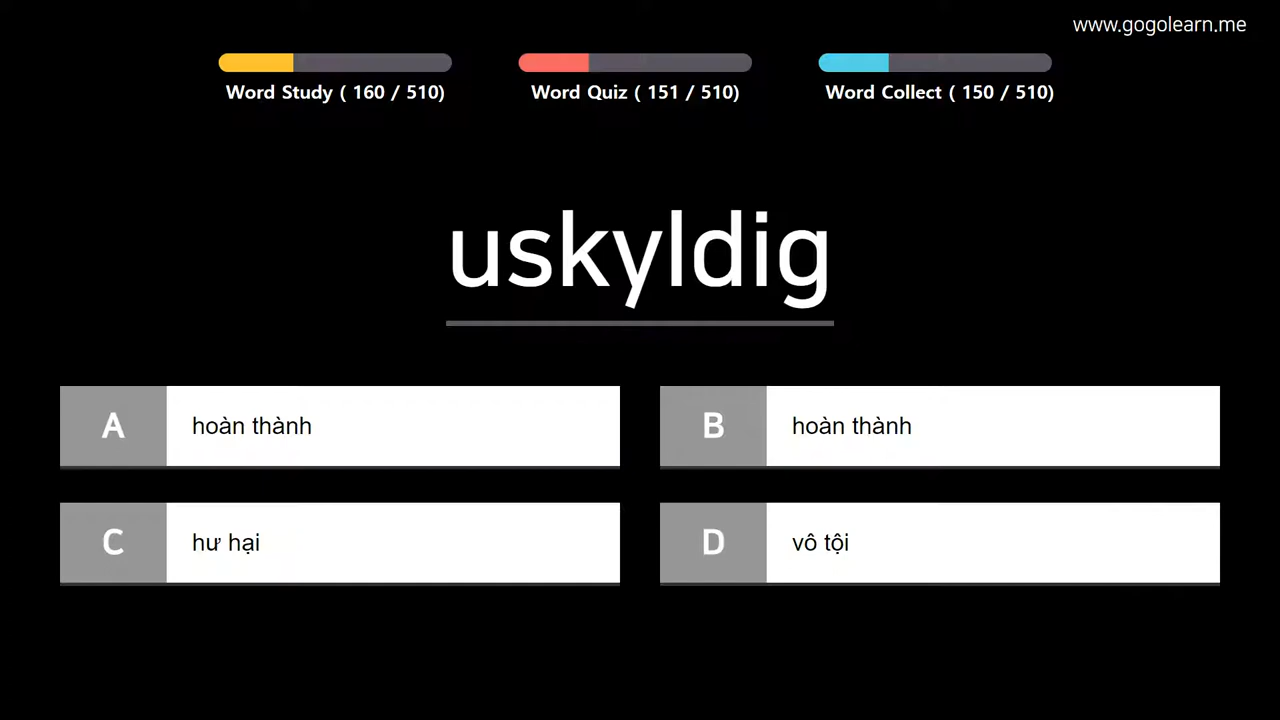 www.gogolearn.me
Word Study ( 160 / 510)
Word Quiz ( 151 / 510)
Word Collect ( 150 / 510)
uskyldig
A
hoàn thành
B
hoàn thành
C
hư hại
D
vô tội